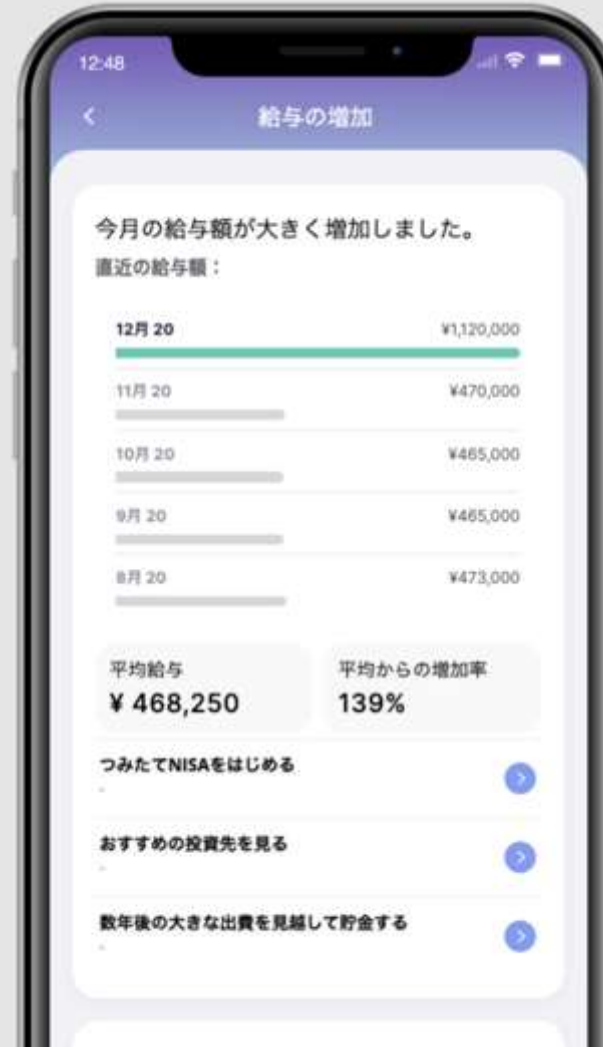 12:48
給与の増加
今月の給与額が大きく増加しました。
直近の給与額：
12月 20 ¥1,120,000
11月 20 ¥470,000
10月 20 ¥465,000
9月 20 ¥465,000
8月 20 ¥473,000
平均給与 平均からの増加率
¥ 468,250 139%
つみたてNISAをはじめる
-
おすすめの投資先を見る
-
数年後の大きな出費を見越して貯金する
-